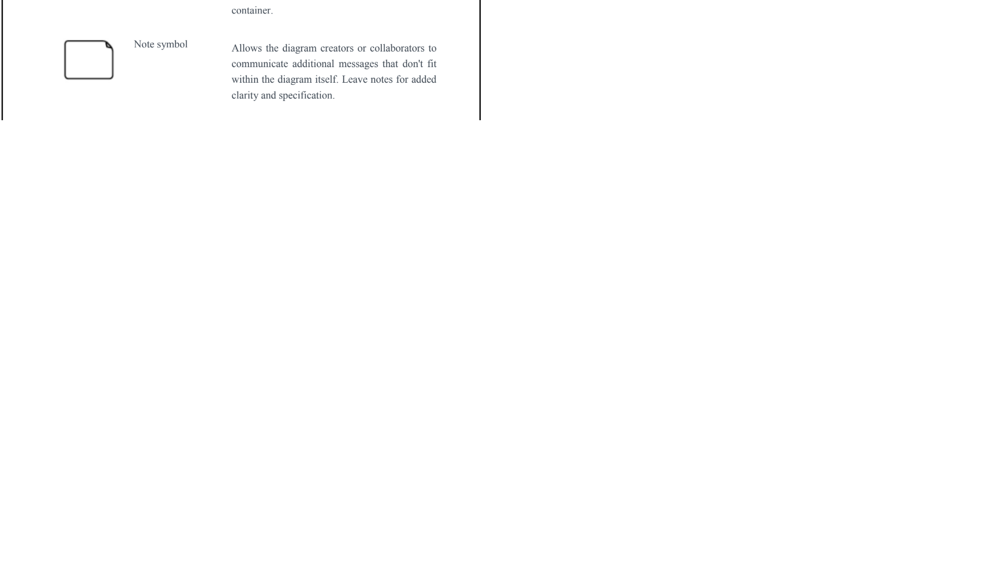 container.
Note symbol
Allows the diagram creators or collaborators to
communicate additional messages that don't fit
within the diagram itself. Leave notes for added
clarity and specification.